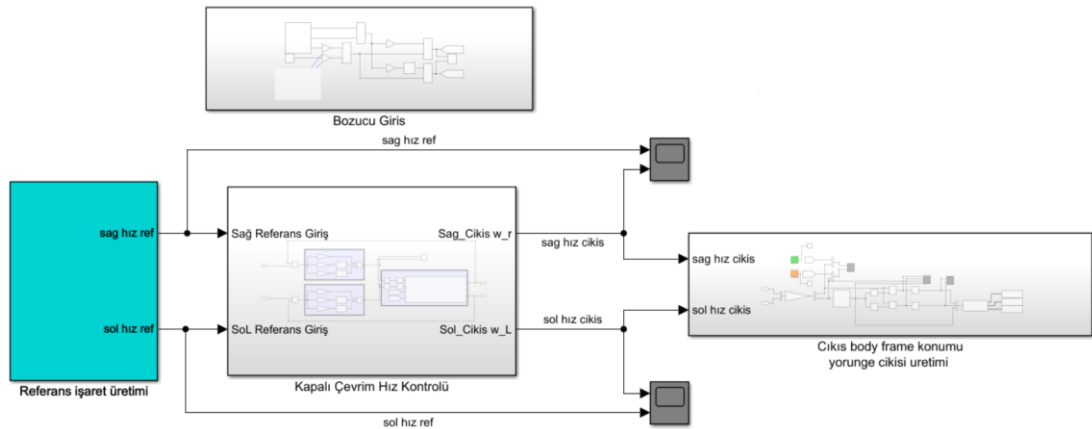 Bozucu Giris
sag hız ref
sag hız ref
Sağ Referans Giriş
Sag_Cikis w_r
sag hız cikis
sag hız cikis
sol hız ref
SoL Referans Giriş
Sol_Cikis w_L
sol hız cikis
sol hız cikis
Referans işaret üretimi
Kapalı Çevrim Hız Kontrolü
Cıkıs body frame konumu
yorunge cikisi uretimi
sol hız ref